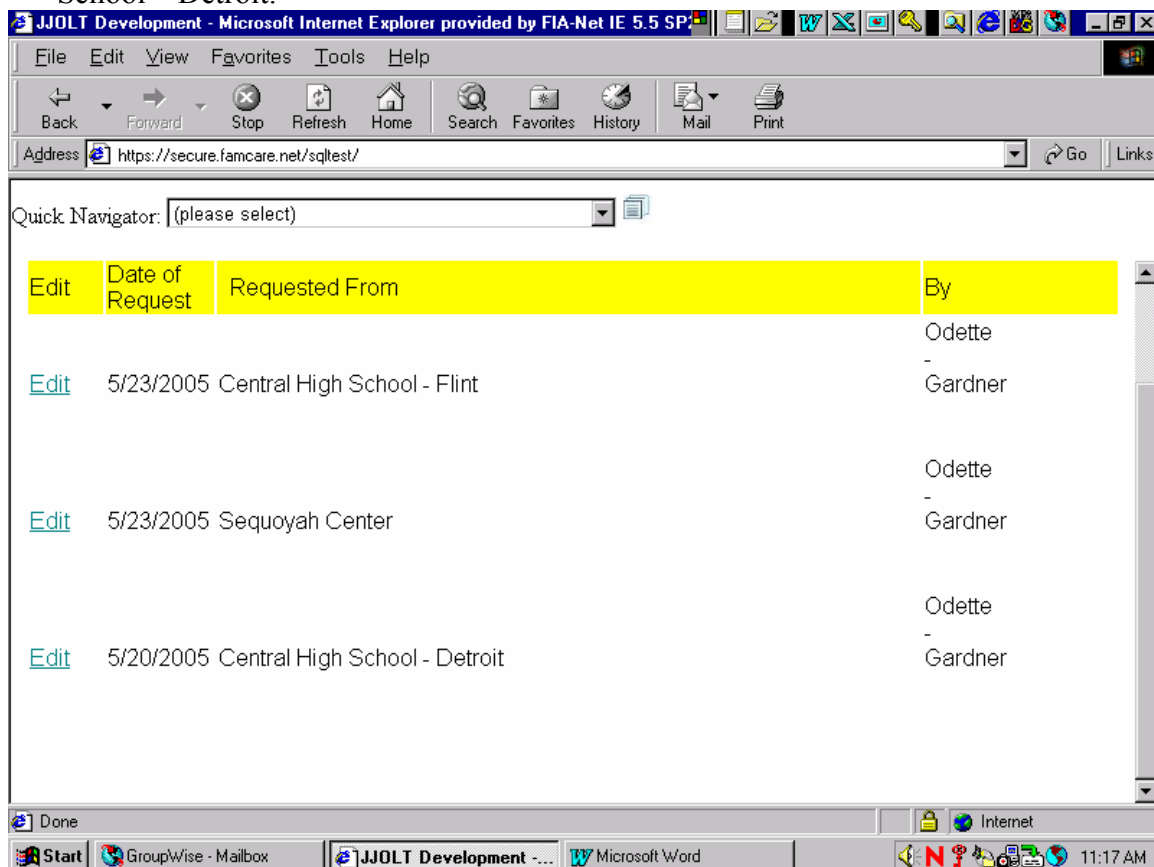 School – Detroit.
JJOLT Development - Microsoft Internet Explorer provided by FIA-Net IE 5.5 SP2
File Edit View Favorites Tools Help
Back Forward Stop Refresh Home Search Favorites History Mail Print
Address https://secure.famcare.net/sqltest/ Go Links
Quick Navigator: (please select)
Edit Date of Request Requested From By
Edit 5/23/2005 Central High School - Flint Odette - Gardner
Edit 5/23/2005 Sequoyah Center Odette - Gardner
Edit 5/20/2005 Central High School - Detroit Odette - Gardner
Done Internet
Start GroupWise - Mailbox JJOLT Development -... Microsoft Word 11:17 AM